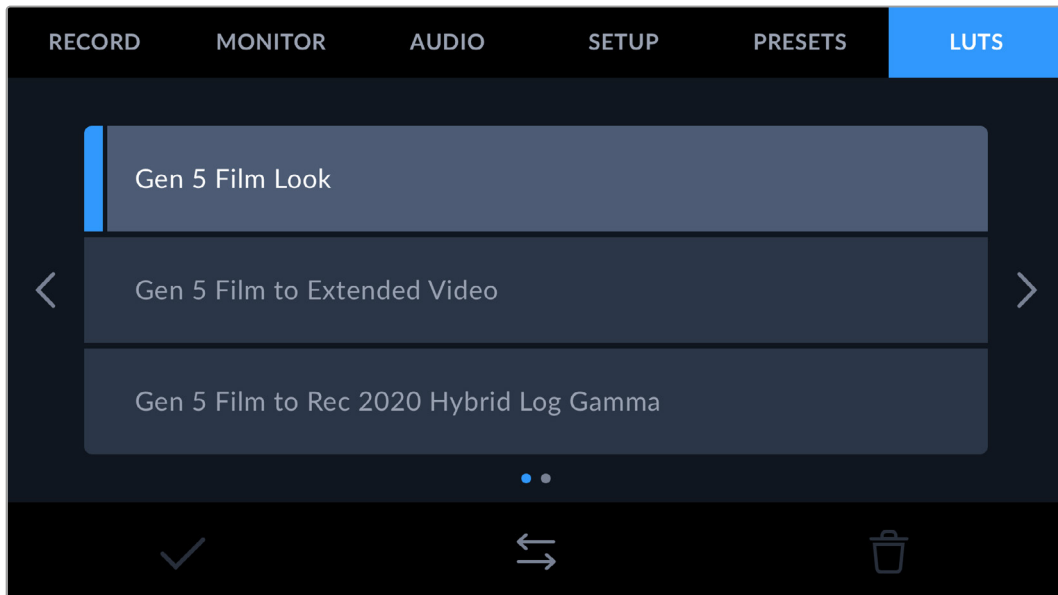 RECORD MONITOR AUDIO SETUP PRESETS LUTS
Gen 5 Film Look
Gen 5 Film to Extended Video
Gen 5 Film to Rec 2020 Hybrid Log Gamma